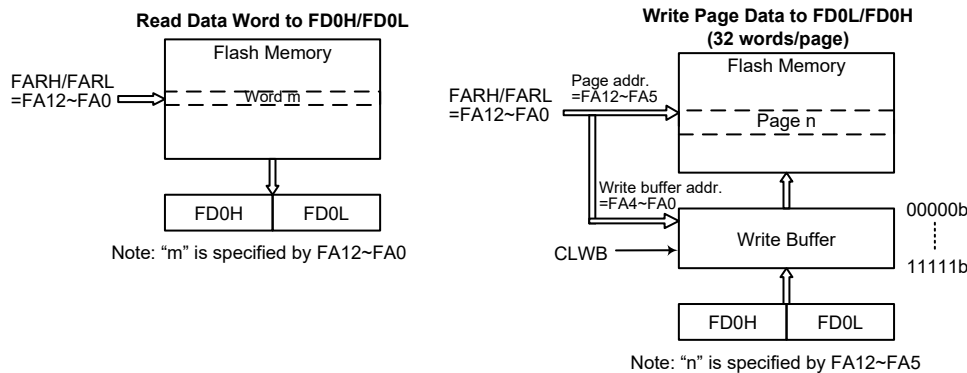 Read Data Word to FD0H/FD0L
Flash Memory
FARH/FARL
=FA12~FA0
Word m
FD0H
FD0L
Note: “m” is specified by FA12~FA0
Write Page Data to FD0L/FD0H
(32 words/page)
Flash Memory
Page addr.
=FA12~FA5
FARH/FARL
=FA12~FA0
Page n
Write buffer addr.
=FA4~FA0
CLWB
Write Buffer
00000b
11111b
FD0H
FD0L
Note: “n” is specified by FA12~FA5